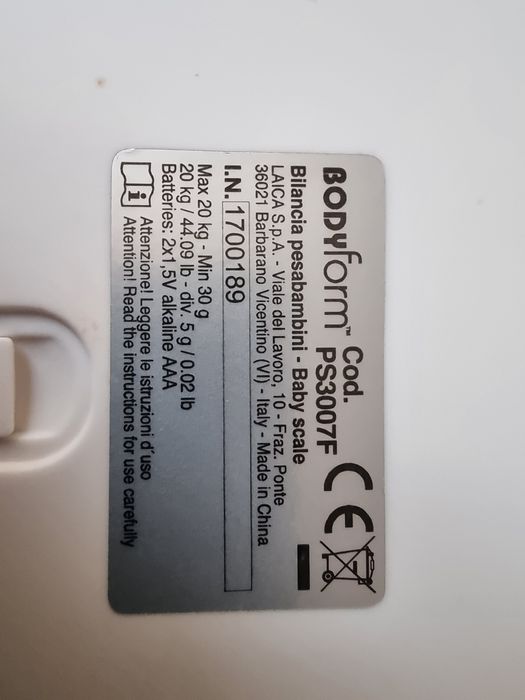 BODYform™ Cod. PS3007F
Bilancia pesabambini - Baby scale
LAICA S.p.A. - Viale del Lavoro, 10 - Fraz. Ponte
36021 Barbarano Vicentino (VI) - Italy - Made in China
I.N. 1700189
Max 20 kg - Min 30 g
20 kg / 44,09 lb - div. 5 g / 0.02 lb
Batteries: 2x1,5V alkaline AAA
Attenzione! Leggere le istruzioni d´uso
Attention! Read the instructions for use carefully
CE